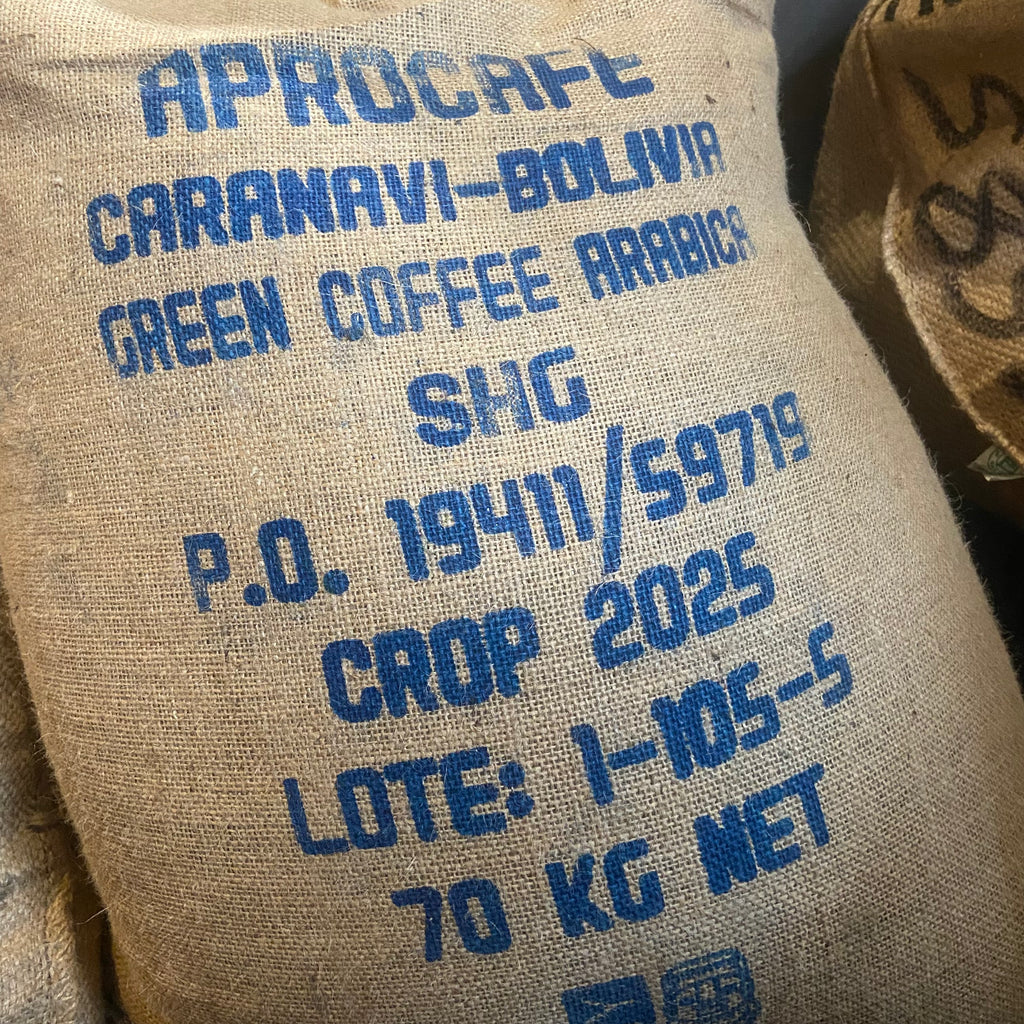 APROCAFE
CARANAVI-BOLIVIA
GREEN COFFEE ARABICA
SHG
P.O. 19411/59719
CROP 2025
LOTE: 1-105-5
70 KG NET